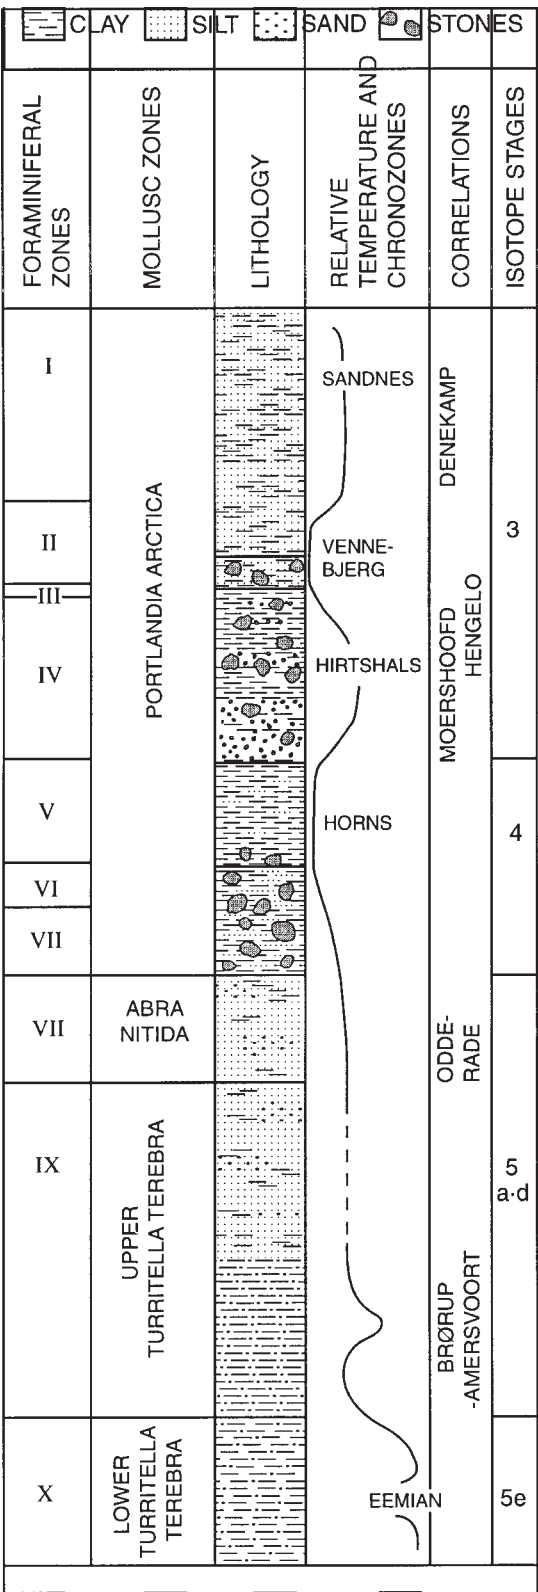 CLAY SILT SAND STONES
FORAMINIFERAL
ZONES
MOLLUSC ZONES
LITHOLOGY
RELATIVE
TEMPERATURE AND
CHRONOZONES
CORRELATIONS
ISOTOPE STAGES
I
II
III
IV
V
VI
VII
VII
IX
X
PORTLANDIA ARCTICA
ABRA
NITIDA
UPPER
TURRITELLA TEREBRA
LOWER
TURRITELLA
TEREBRA
SANDNES
VENNE-
BJERG
HIRTSHALS
HORNS
EEMIAN
DENEKAMP
MOERSHOOFD
HENGELO
ODDE-
RADE
BRØRUP
-AMERSVOORT
3
4
5
a·d
5e